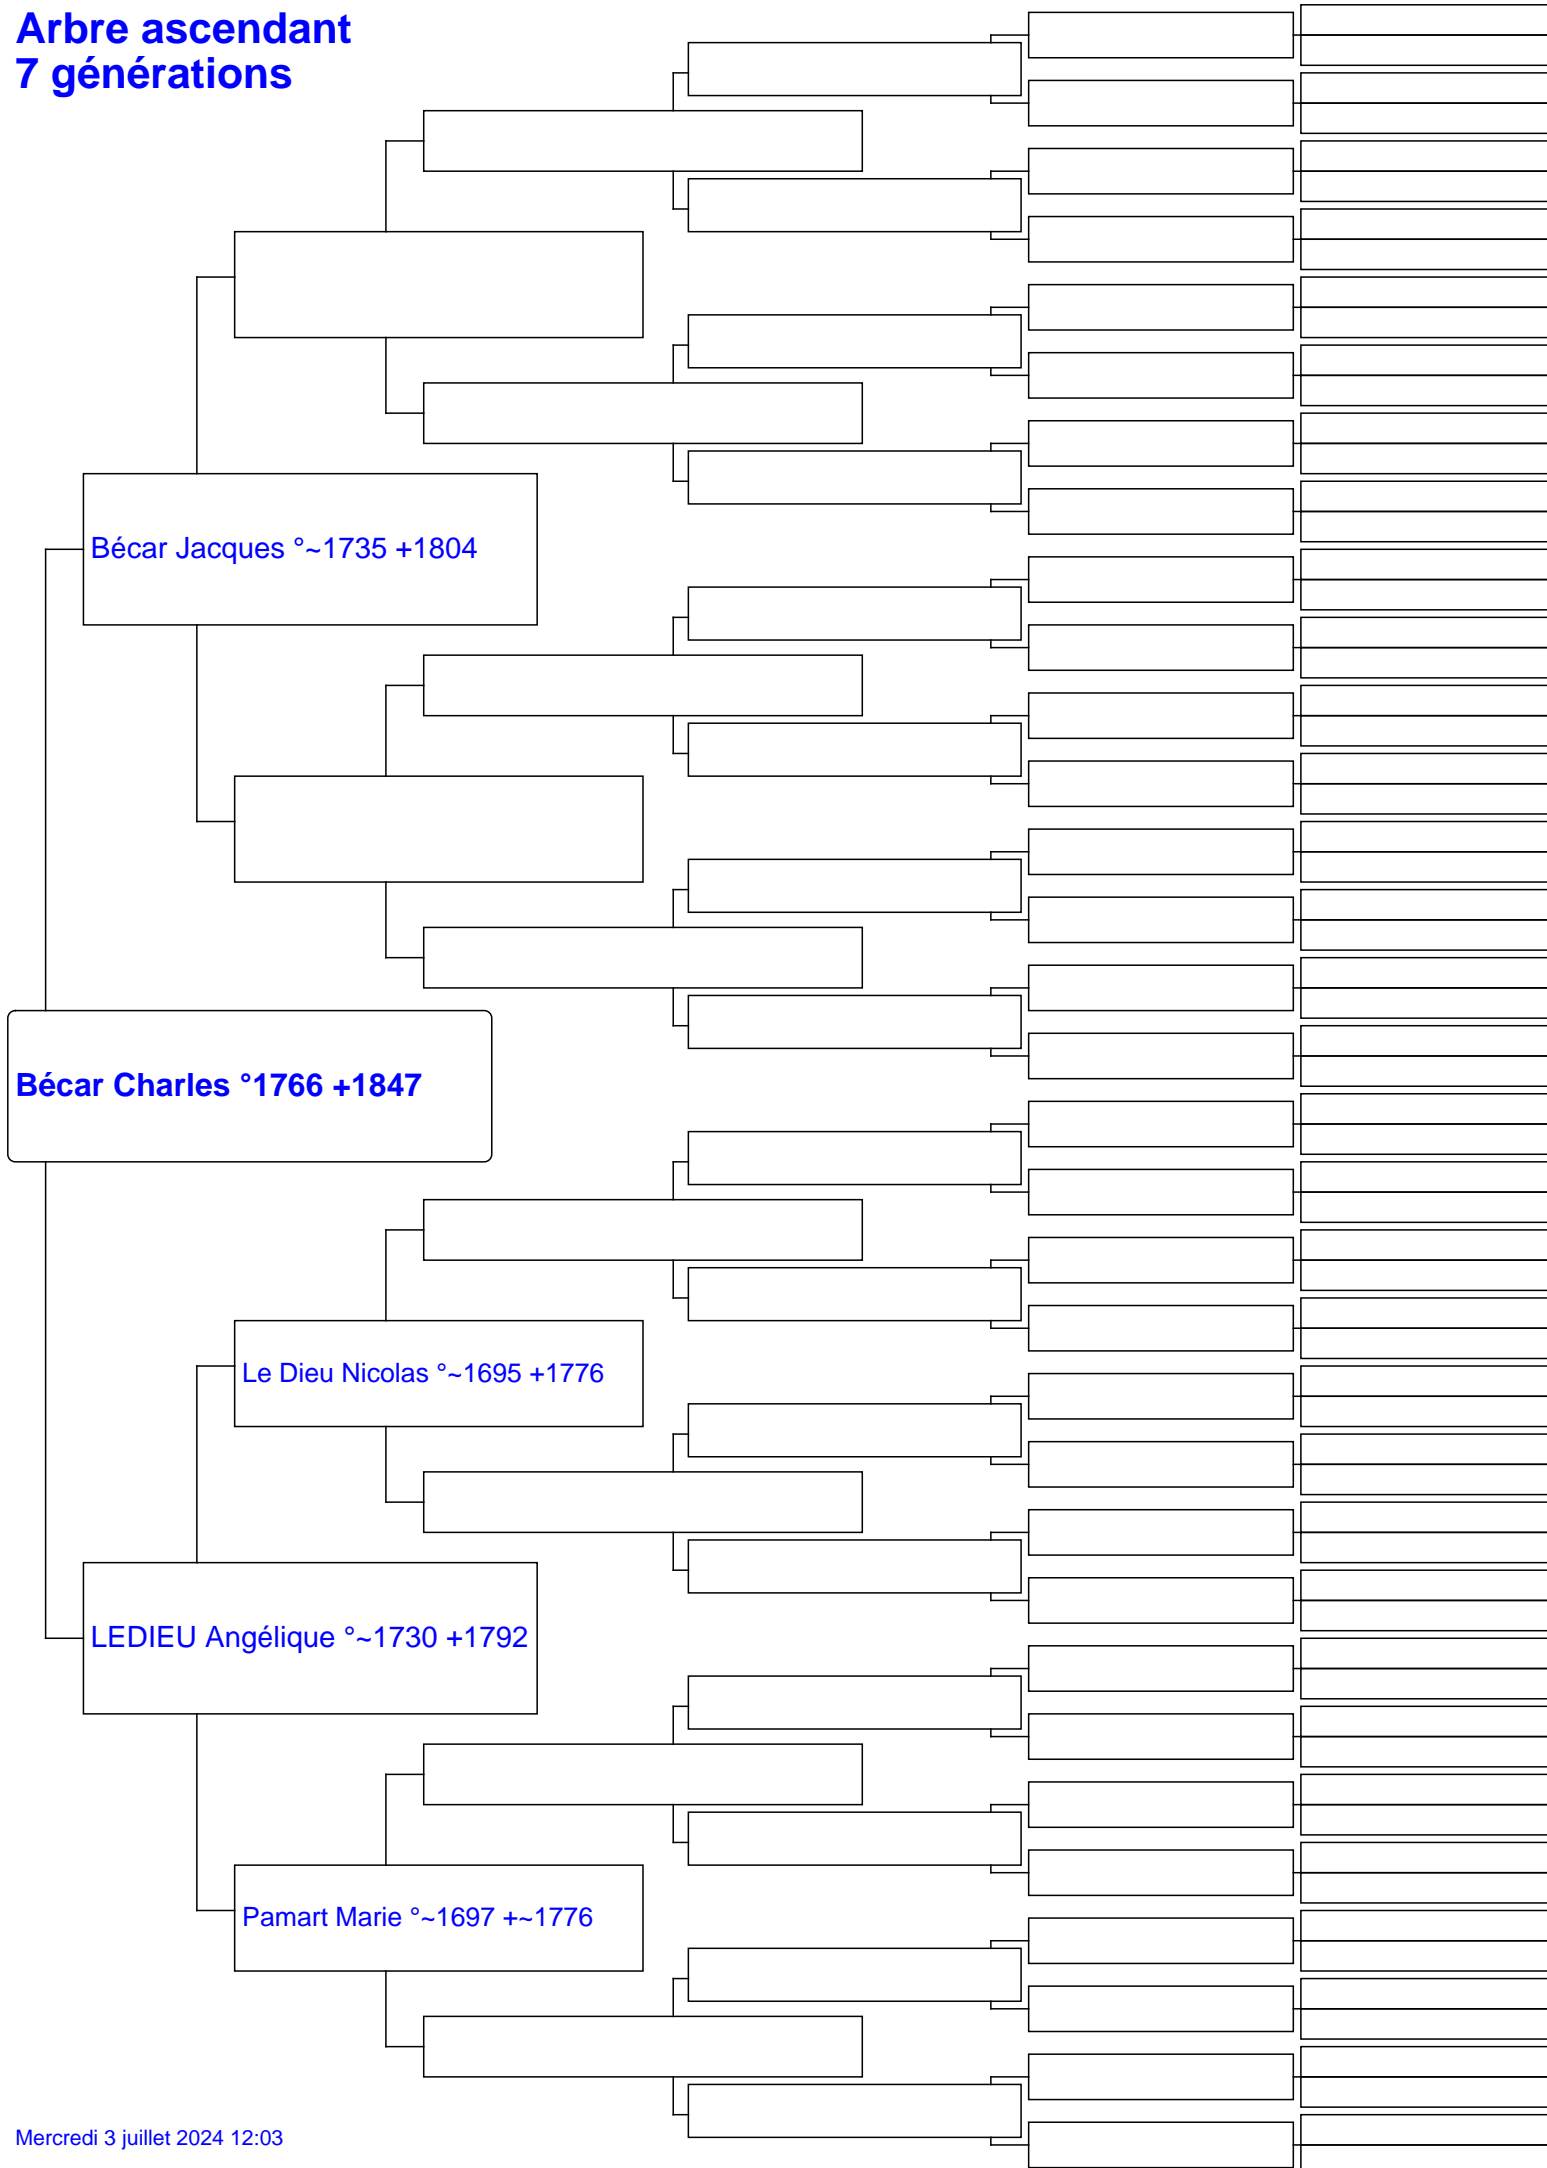 Arbre ascendant
7 générations
Bécar Jacques °~1735 +1804
Bécar Charles °1766 +1847
Le Dieu Nicolas °~1695 +1776
LEDIEU Angélique °~1730 +1792
Pamart Marie °~1697 +~1776
Mercredi 3 juillet 2024 12:03